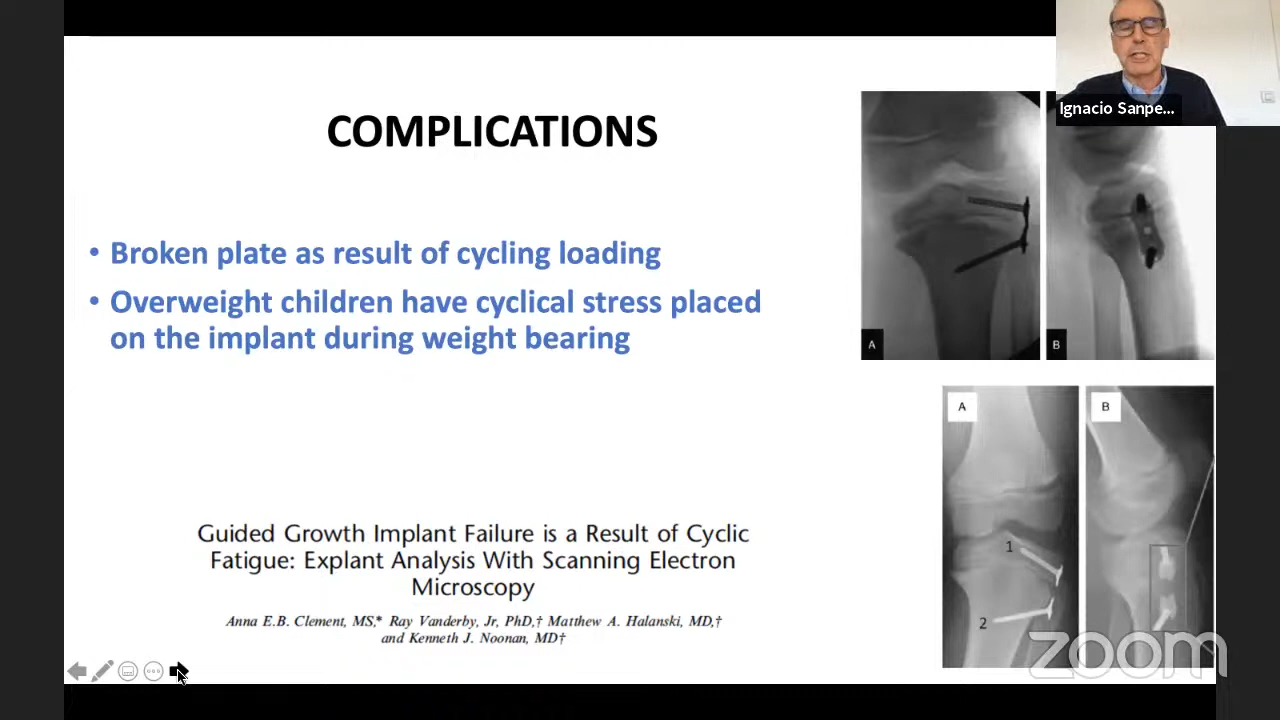 Ignacio Sanpe...
COMPLICATIONS
• Broken plate as result of cycling loading
• Overweight children have cyclical stress placed
on the implant during weight bearing
A
B
A
B
1
2
Guided Growth Implant Failure is a Result of Cyclic
Fatigue: Explant Analysis With Scanning Electron
Microscopy
Anna E.B. Clement, MS,* Ray Vanderby, Jr, PhD,† Matthew A. Halanski, MD,†
and Kenneth J. Noonan, MD†
zoom